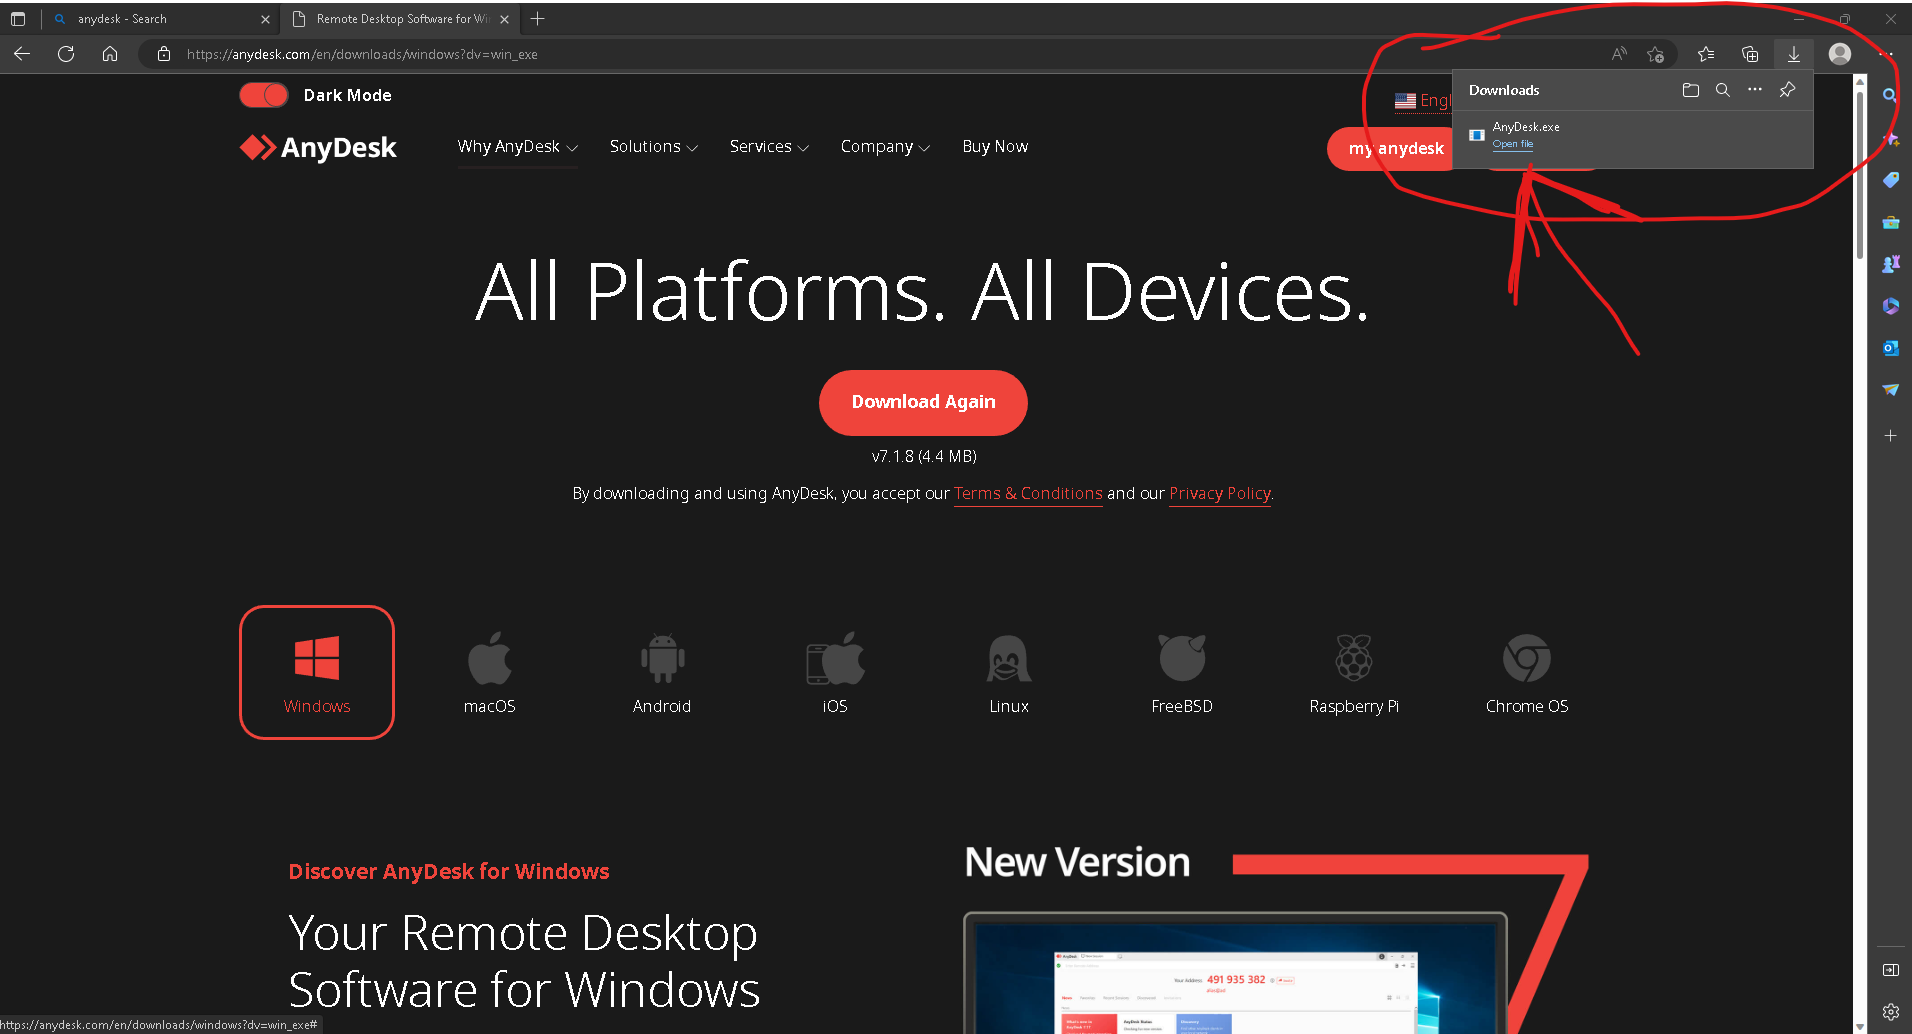 anydesk - Search
Remote Desktop Software for Wi
https://anydesk.com/en/downloads/windows?dv=win_exe
Dark Mode
Engl
Downloads
AnyDesk.exe
Open file
AnyDesk
Why AnyDesk
Solutions
Services
Company
Buy Now
my anydesk
All Platforms. All Devices.
Download Again
v7.1.8 (4.4 MB)
By downloading and using AnyDesk, you accept our Terms & Conditions and our Privacy Policy.
Windows
macOS
Android
iOS
Linux
FreeBSD
Raspberry Pi
Chrome OS
Discover AnyDesk for Windows
Your Remote Desktop
Software for Windows
New Version
7
AnyDesk
Your Address: 491 935 382
https://anydesk.com/en/downloads/windows?dv=win_exe#